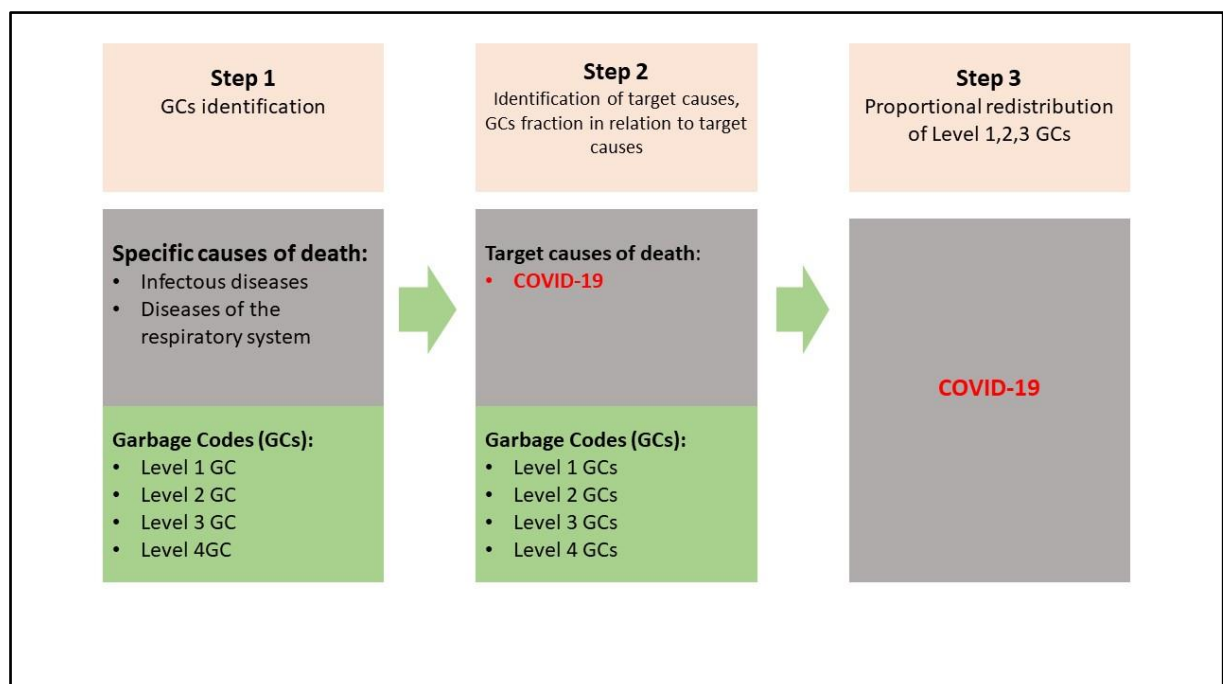 Step 1
GCs identification
Step 2
Identification of target causes,
GCs fraction in relation to target
causes
Step 3
Proportional redistribution
of Level 1,2,3 GCs
Specific causes of death:
• Infectous diseases
• Diseases of the
respiratory system
Garbage Codes (GCs):
• Level 1 GC
• Level 2 GC
• Level 3 GC
• Level 4GC
Target causes of death:
• COVID-19
Garbage Codes (GCs):
• Level 1 GCs
• Level 2 GCs
• Level 3 GCs
• Level 4 GCs
COVID-19